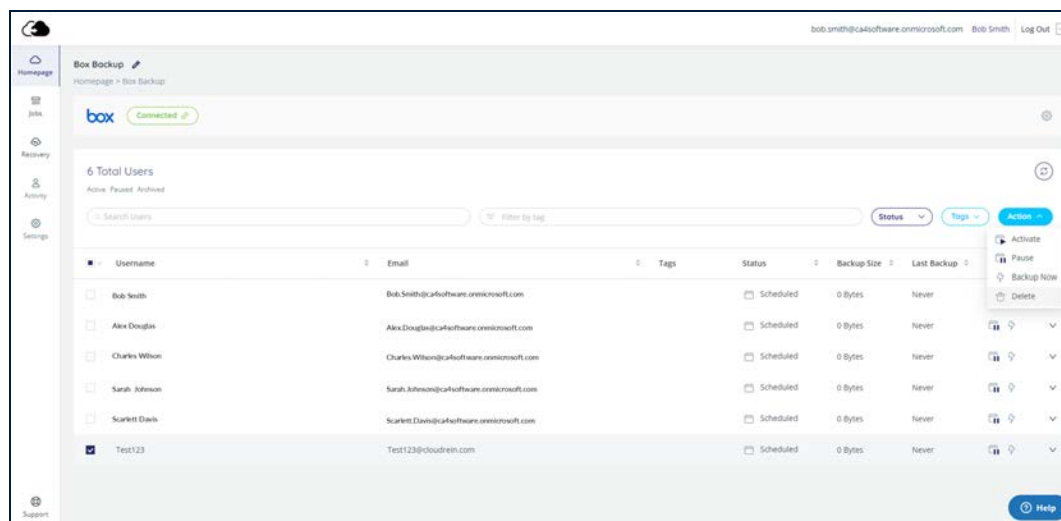 bob.smith@ca4software.onmicrosoft.com Bob Smith Log Out
Homepage
Jobs
Recovery
Activity
Settings
Support
Box Backup
Homepage > Box Backup
box Connected
6 Total Users
Active Paused Archived
Search Users Filter by tag Status Tags Action
Activate
Pause
Backup Now
Delete
Username Email Tags Status Backup Size Last Backup
Bob Smith Bob.Smith@ca4software.onmicrosoft.com Scheduled 0 Bytes Never
Alex Douglas Alex.Douglas@ca4software.onmicrosoft.com Scheduled 0 Bytes Never
Charles Wilson Charles.Wilson@ca4software.onmicrosoft.com Scheduled 0 Bytes Never
Sarah Johnson Sarah.Johnson@ca4software.onmicrosoft.com Scheduled 0 Bytes Never
Scarlett Davis Scarlett.Davis@ca4software.onmicrosoft.com Scheduled 0 Bytes Never
Test123 Test123@cloudrein.com Scheduled 0 Bytes Never
Help